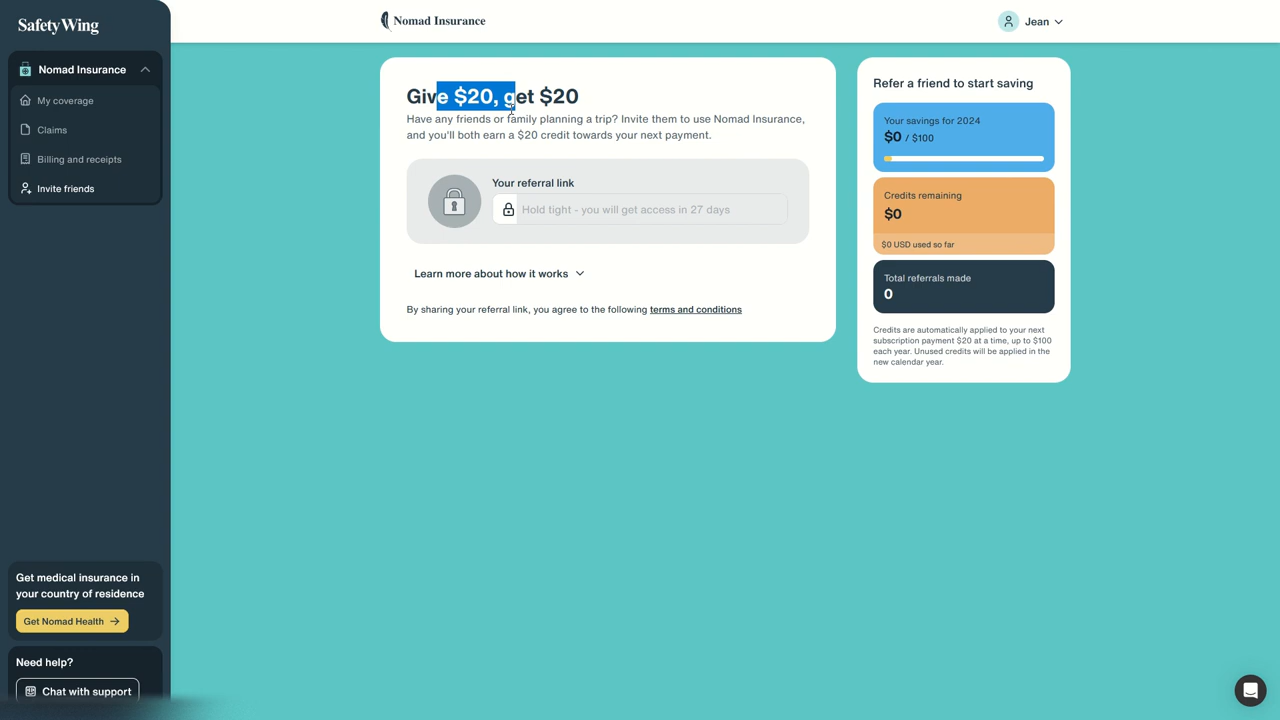 SafetyWing
Nomad Insurance
My coverage
Claims
Billing and receipts
Invite friends
Get medical insurance in
your country of residence
Get Nomad Health →
Need help?
Chat with support
Nomad Insurance
Jean
Give $20, get $20
Have any friends or family planning a trip? Invite them to use Nomad Insurance,
and you'll both earn a $20 credit towards your next payment.
Your referral link
Hold tight - you will get access in 27 days
Learn more about how it works
By sharing your referral link, you agree to the following terms and conditions
Refer a friend to start saving
Your savings for 2024
$0 / $100
Credits remaining
$0
$0 USD used so far
Total referrals made
0
Credits are automatically applied to your next
subscription payment $20 at a time, up to $100
each year. Unused credits will be applied in the
new calendar year.